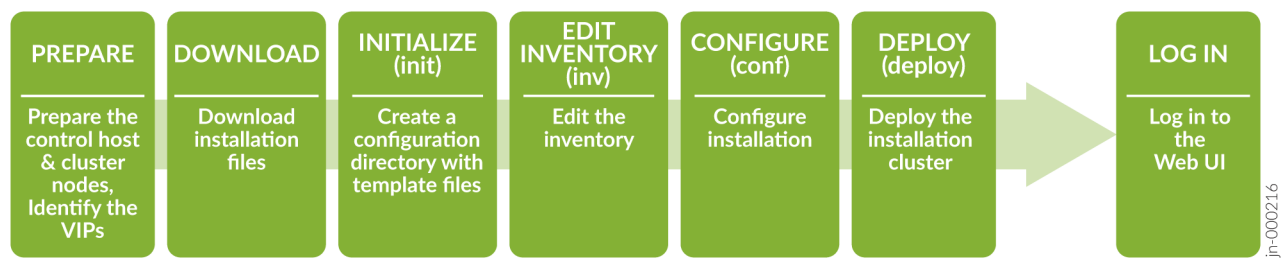 PREPARE
Prepare the
control host
& cluster
nodes,
Identify the
VIPs
DOWNLOAD
Download
installation
files
INITIALIZE
(init)
Create a
configuration
directory with
template files
EDIT
INVENTORY
(inv)
Edit the
inventory
CONFIGURE
(conf)
Configure
installation
DEPLOY
(deploy)
Deploy the
installation
cluster
LOG IN
Log in to
the
Web UI
jn-000216